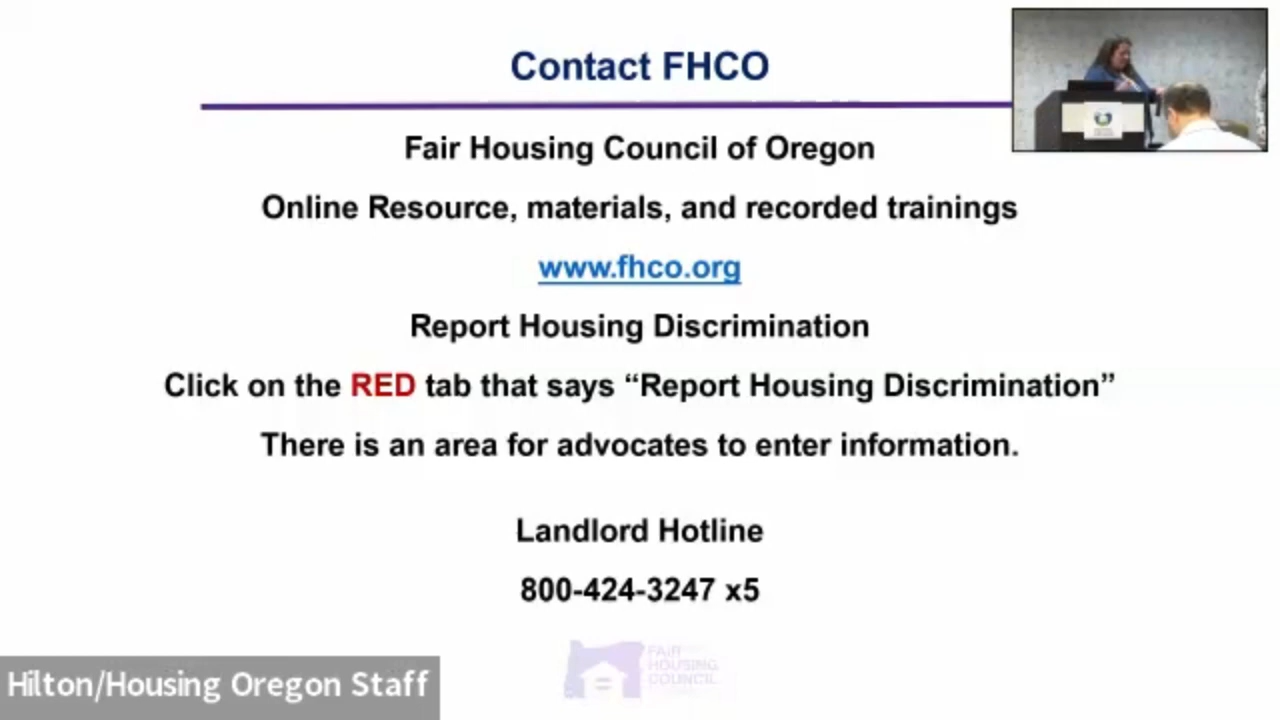 Contact FHCO
Fair Housing Council of Oregon
Online Resource, materials, and recorded trainings
www.fhco.org
Report Housing Discrimination
Click on the RED tab that says “Report Housing Discrimination”
There is an area for advocates to enter information.
Landlord Hotline
800-424-3247 x5
FAIR
HOUSING
COUNCIL
Hilton/Housing Oregon Staff